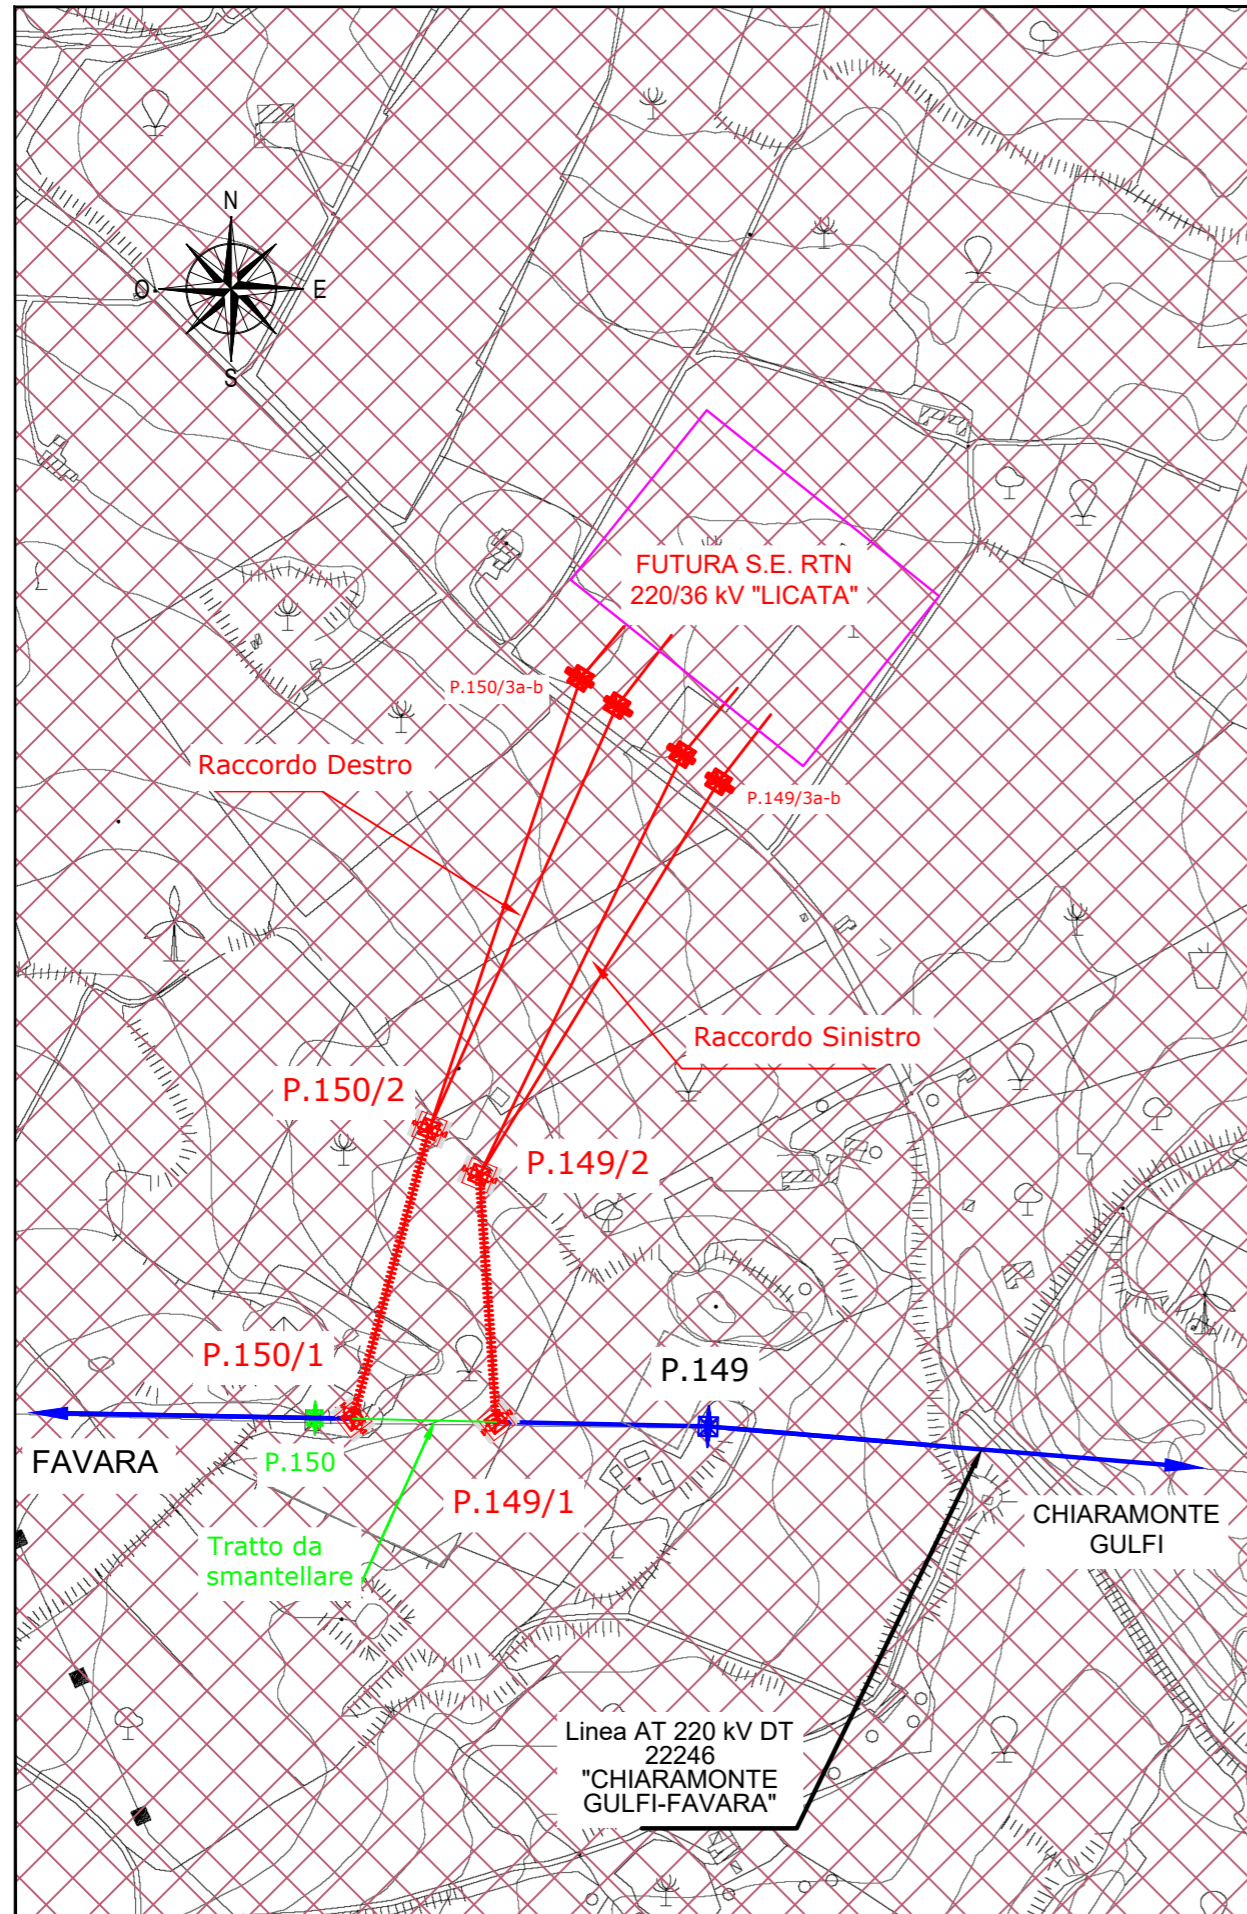 N
O
E
S
FUTURA S.E. RTN
220/36 kV "LICATA"
P.150/3a-b
Raccordo Destro
P.149/3a-b
Raccordo Sinistro
P.150/2
P.149/2
P.150/1
P.149
FAVARA
P.150
P.149/1
CHIARAMONTE
GULFI
Tratto da
smantellare
Linea AT 220 kV DT
22246
"CHIARAMONTE
GULFI-FAVARA"